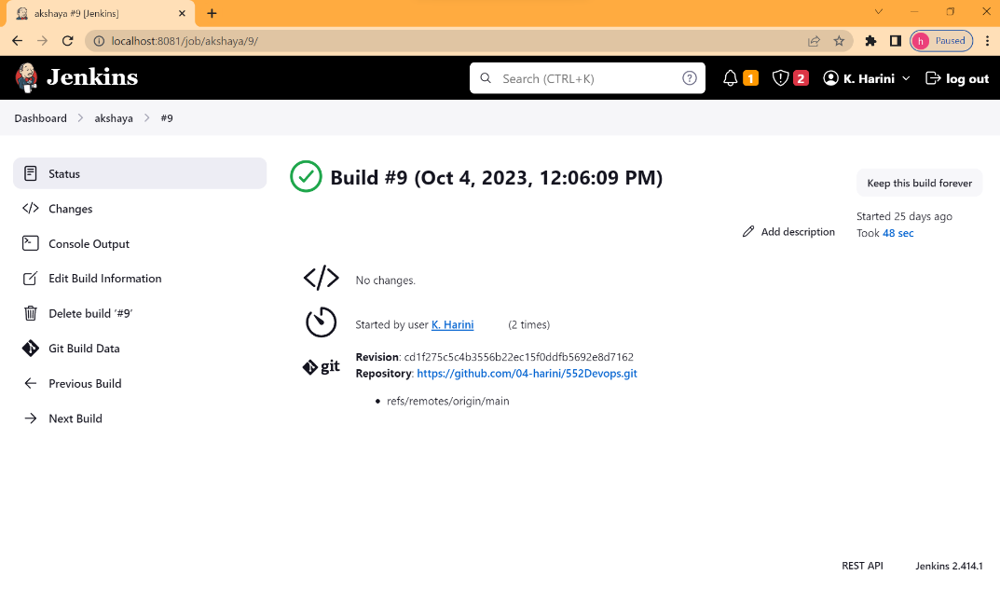 akshaya #9 [Jenkins]
localhost:8081/job/akshaya/9/
h Paused
Jenkins
Search (CTRL+K)
?
1
2
K. Harini
log out
Dashboard
akshaya
#9
Status
Changes
Console Output
Edit Build Information
Delete build ‘#9’
Git Build Data
Previous Build
Next Build
Build #9 (Oct 4, 2023, 12:06:09 PM)
Keep this build forever
Started 25 days ago
Took 48 sec
Add description
No changes.
Started by user K. Harini (2 times)
git
Revision: cd1f275c5c4b3556b22ec15f0ddfb5692e8d7162
Repository: https://github.com/04-harini/552Devops.git
• refs/remotes/origin/main
REST API
Jenkins 2.414.1